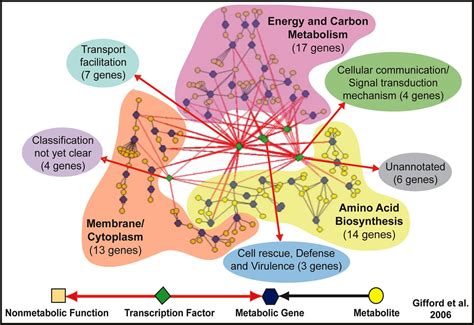 Energy and Carbon
Metabolism
(17 genes)
Transport
facilitation
(7 genes)
Cellular communication/
Signal transduction
mechanism (4 genes)
Classification
not yet clear
(4 genes)
Unannotated
(6 genes)
Membrane/
Cytoplasm
(13 genes)
Amino Acid
Biosynthesis
(14 genes)
Cell rescue, Defense
and Virulence (3 genes)
Nonmetabolic Function
Transcription Factor
Metabolic Gene
Metabolite
Gifford et al.
2006